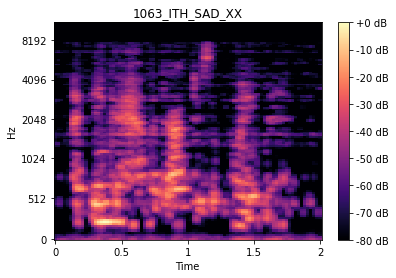 1063_ITH_SAD_XX
Hz
8192
4096
2048
1024
512
0
0
0.5
1
1.5
2
Time
+0 dB
-10 dB
-20 dB
-30 dB
-40 dB
-50 dB
-60 dB
-70 dB
-80 dB